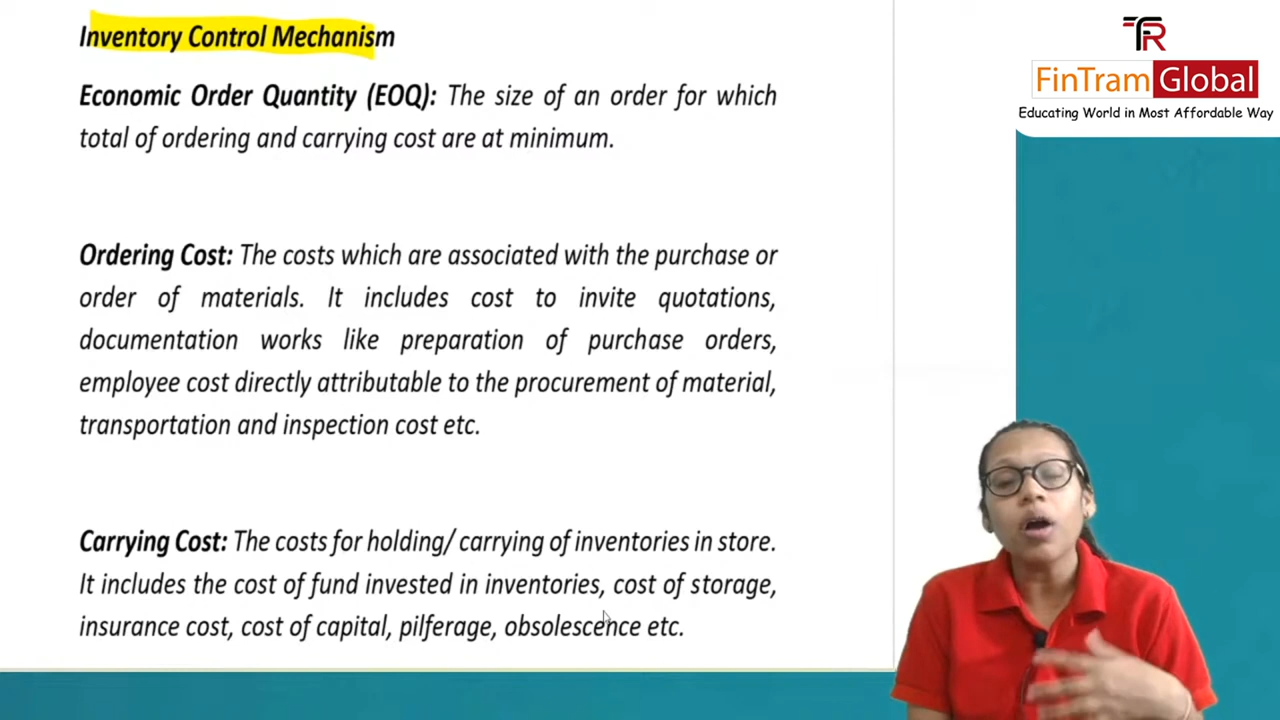 Inventory Control Mechanism
Economic Order Quantity (EOQ): The size of an order for which
total of ordering and carrying cost are at minimum.
Ordering Cost: The costs which are associated with the purchase or
order of materials. It includes cost to invite quotations,
documentation works like preparation of purchase orders,
employee cost directly attributable to the procurement of material,
transportation and inspection cost etc.
Carrying Cost: The costs for holding/ carrying of inventories in store.
It includes the cost of fund invested in inventories, cost of storage,
insurance cost, cost of capital, pilferage, obsolescence etc.
TFR
FinTram Global
Educating World in Most Affordable Way